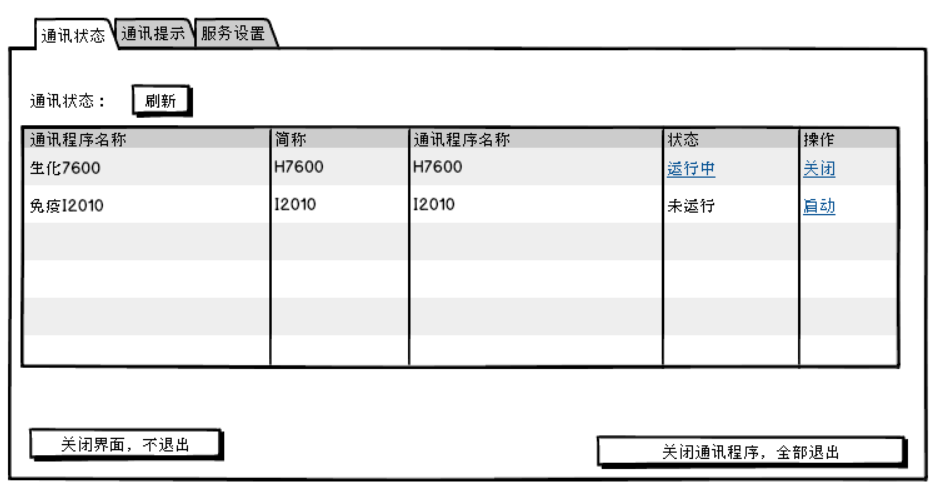 通讯状态 通讯提示 服务设置
通讯状态： 刷新
通讯程序名称 简称 通讯程序名称 状态 操作
生化7600 H7600 H7600 运行中 关闭
免疫I2010 I2010 I2010 未运行 启动
关闭界面，不退出
关闭通讯程序，全部退出